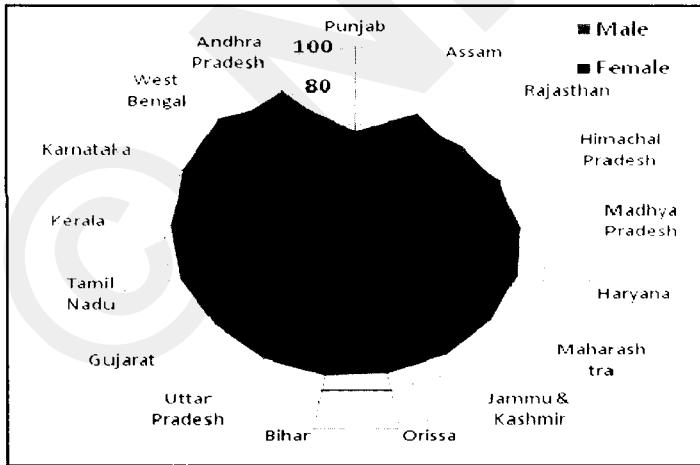 Punjab
Andhra
Pradesh
100
80
Male
Female
Assam
Rajasthan
West
Bengal
Himachal
Pradesh
Karnataka
Madhya
Pradesh
Kerala
Haryana
Tamil
Nadu
Maharash
tra
Gujarat
Jammu &
Kashmir
Uttar
Pradesh
Bihar
Orissa